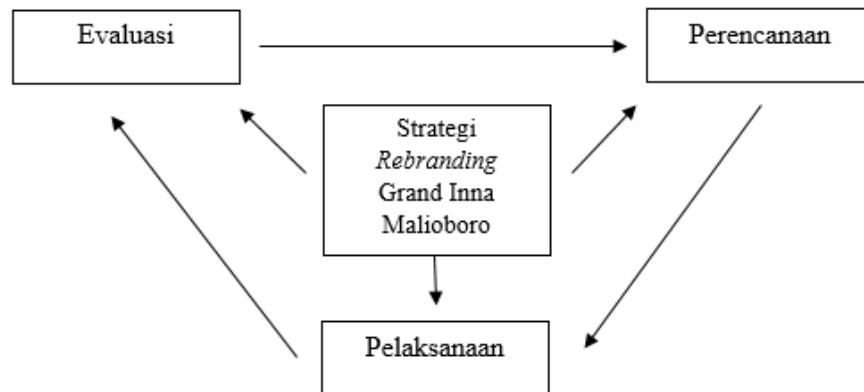 Evaluasi
Perencanaan
Strategi
Rebranding
Grand Inna
Malioboro
Pelaksanaan